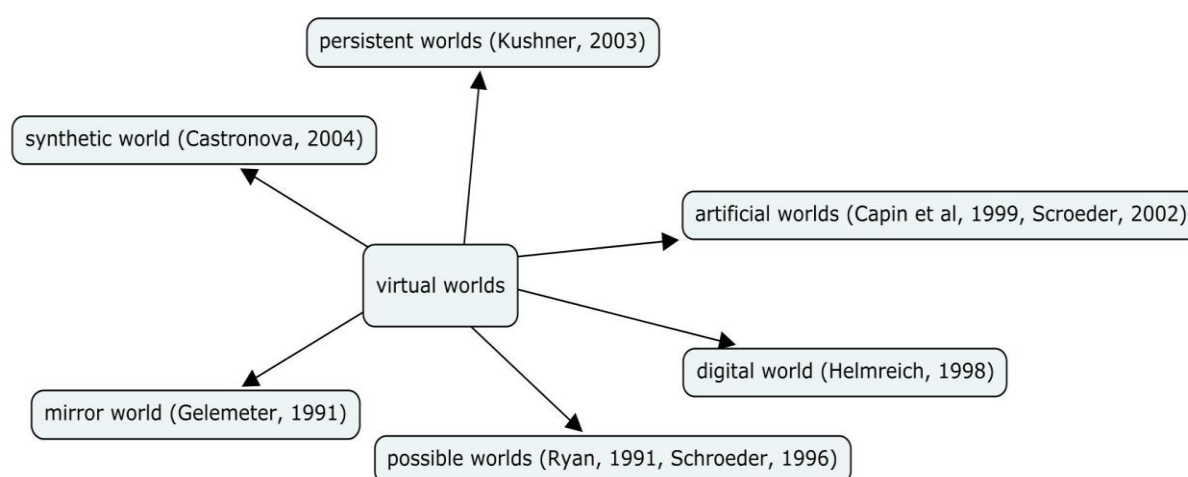 persistent worlds (Kushner, 2003)
synthetic world (Castronova, 2004)
artificial worlds (Capin et al, 1999, Scroeder, 2002)
virtual worlds
digital world (Helmreich, 1998)
mirror world (Gelemeter, 1991)
possible worlds (Ryan, 1991, Schroeder, 1996)